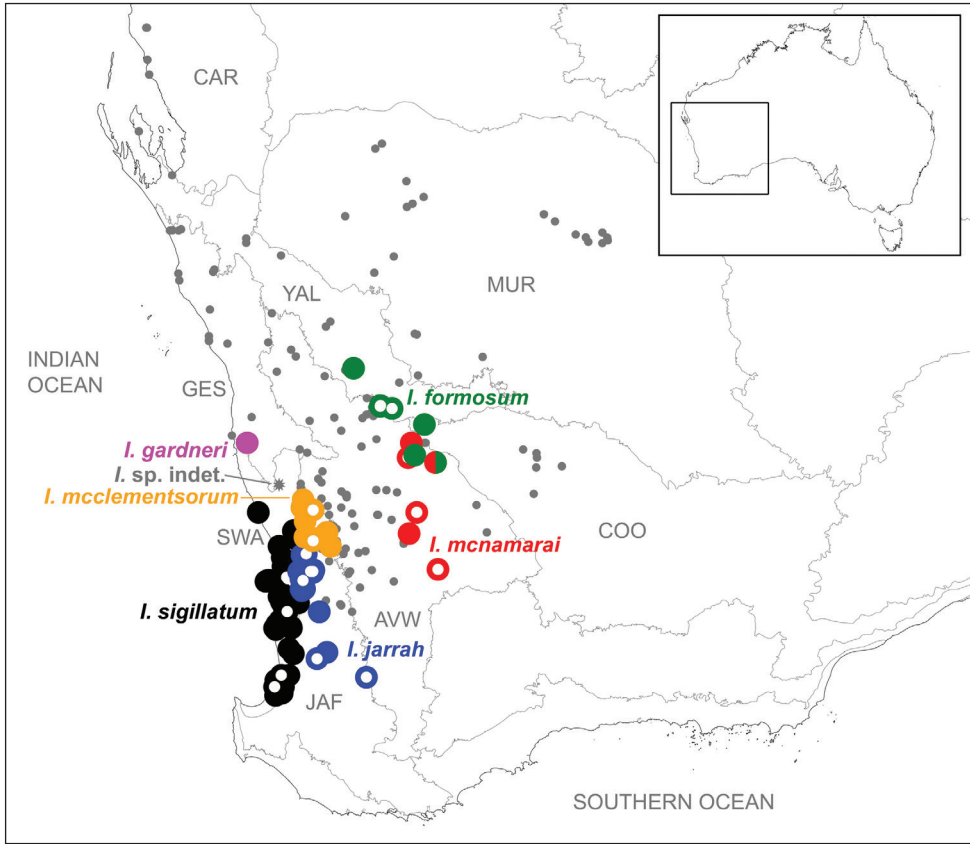 CAR
MUR
YAL
INDIAN
OCEAN
GES
I. formosum
I. gardneri
I. sp. indet.
I. mcclementsorum
SWA
COO
I. mcnamarai
I. sigillatum
AVW
I. jarrah
JAF
SOUTHERN OCEAN